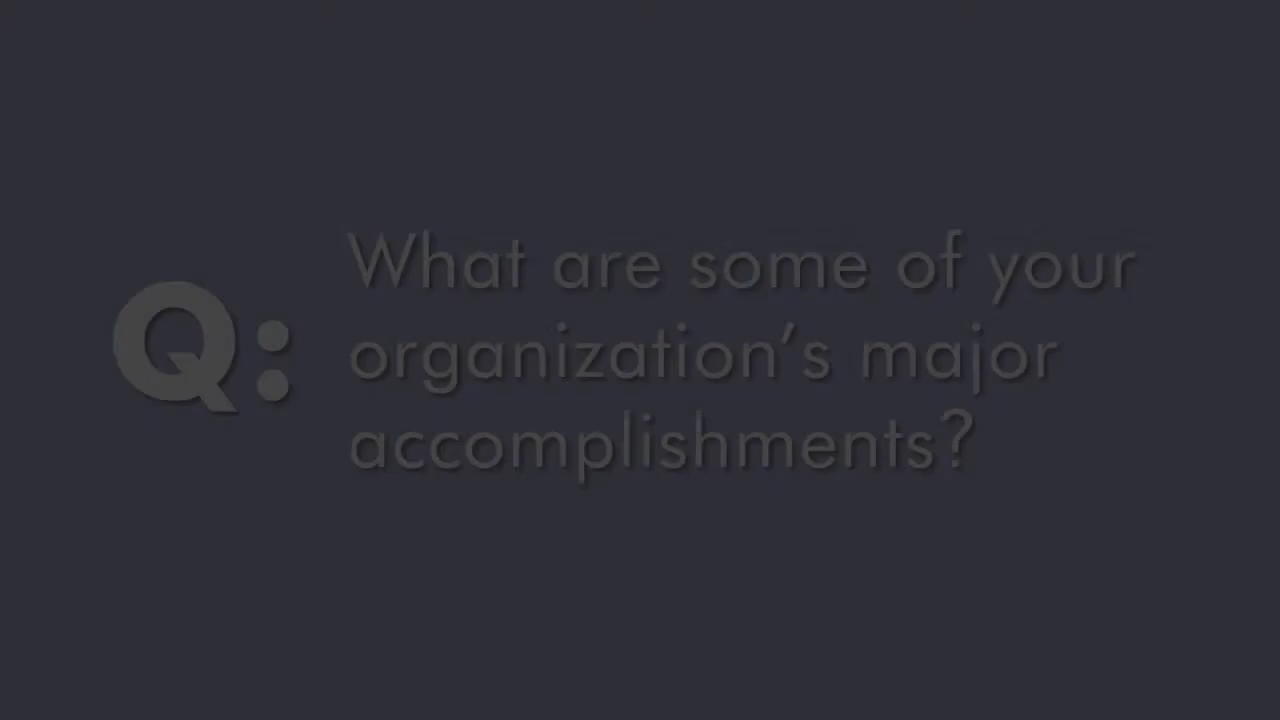 Q:
What are some of your
organization’s major
accomplishments?